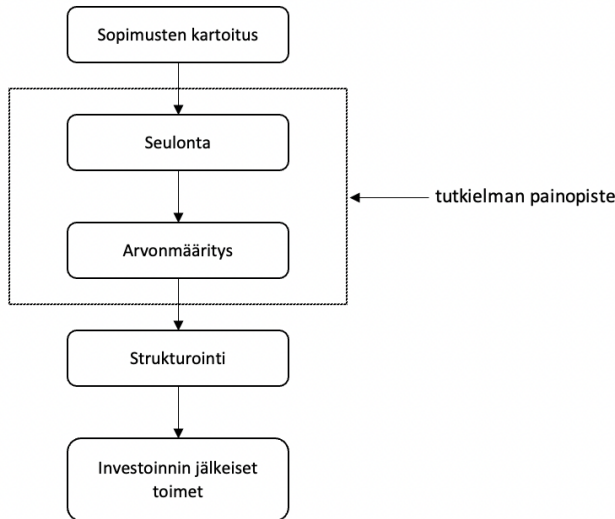 Sopimusten kartoitus
Seulonta
tutkielman painopiste
Arvonmääritys
Strukturointi
Investoinnin jälkeiset
toimet